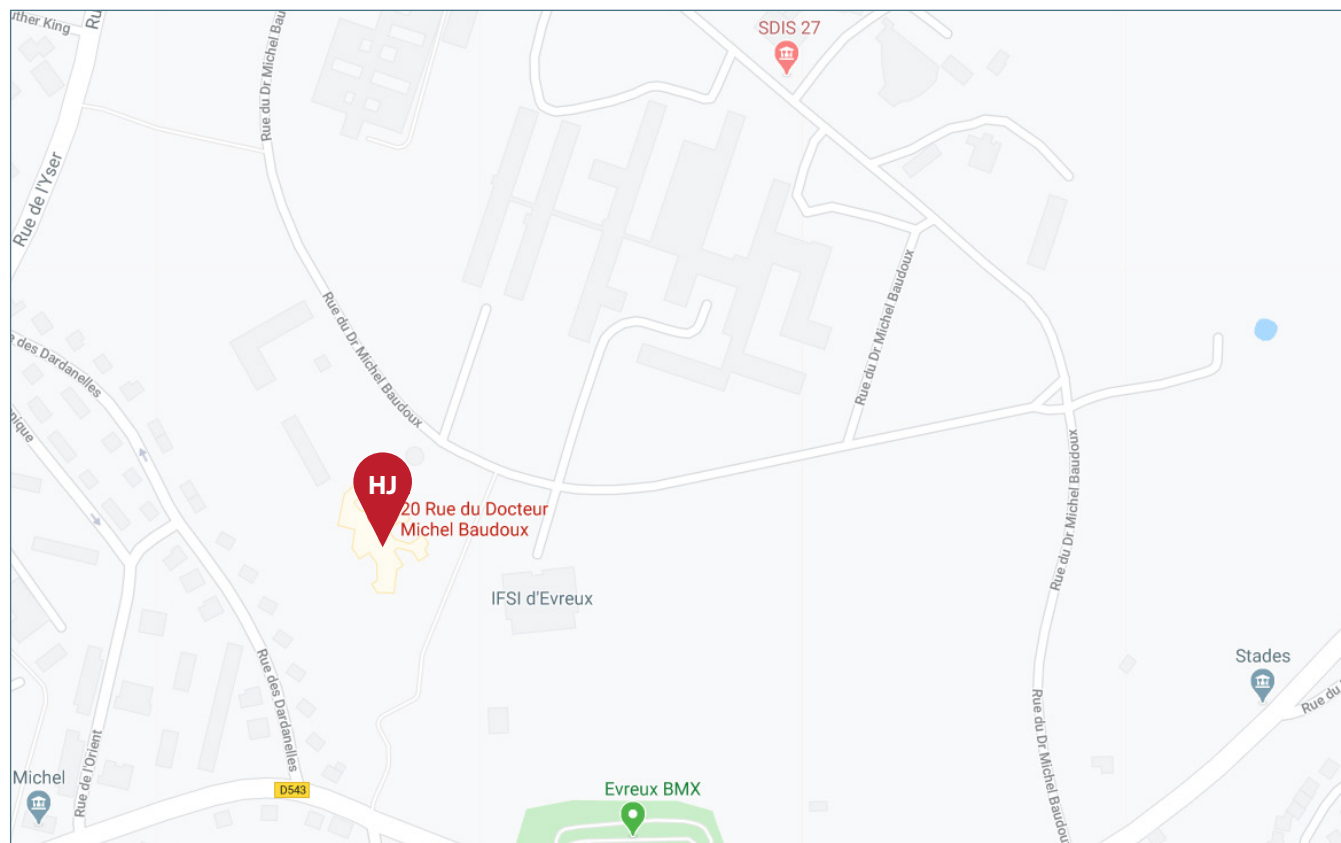 uther King
Ru
Rue du Dr Michel Bau
SDIS 27
Rue de l'Yser
Rue du Dr Michel Baudoux
Rue du Dr Michel Baudoux
e des Dardanelles
nique
HJ
20 Rue du Docteur
Michel Baudoux
IFSI d'Evreux
Rue du Dr Michel Baudoux
Stades
Rue du
Rue des Dardanelles
Rue du Dr Michel Baudoux
Rue de l'Orient
Michel
D543
Evreux BMX